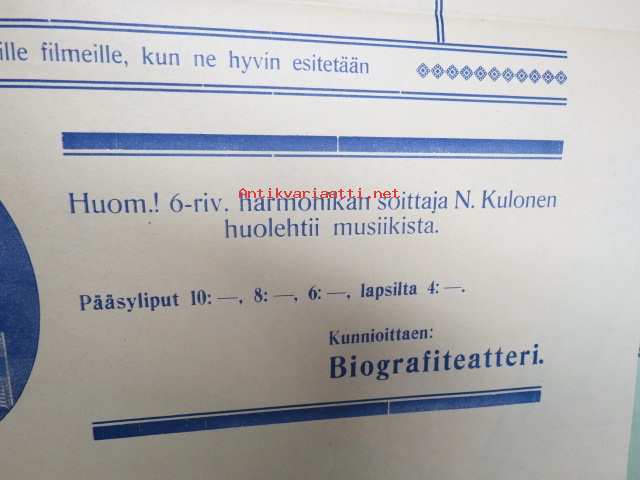 ille filmeille, kun ne hyvin esitetään
Antikvariaatti.net
Huom.! 6-riv. harmonikan soittaja N. Kulonen
huolehtii musiikista.
Pääsyliput 10: —, 8: —, 6: —, lapsilta 4: —.
Kunnioittaen:
Biografiteatteri.